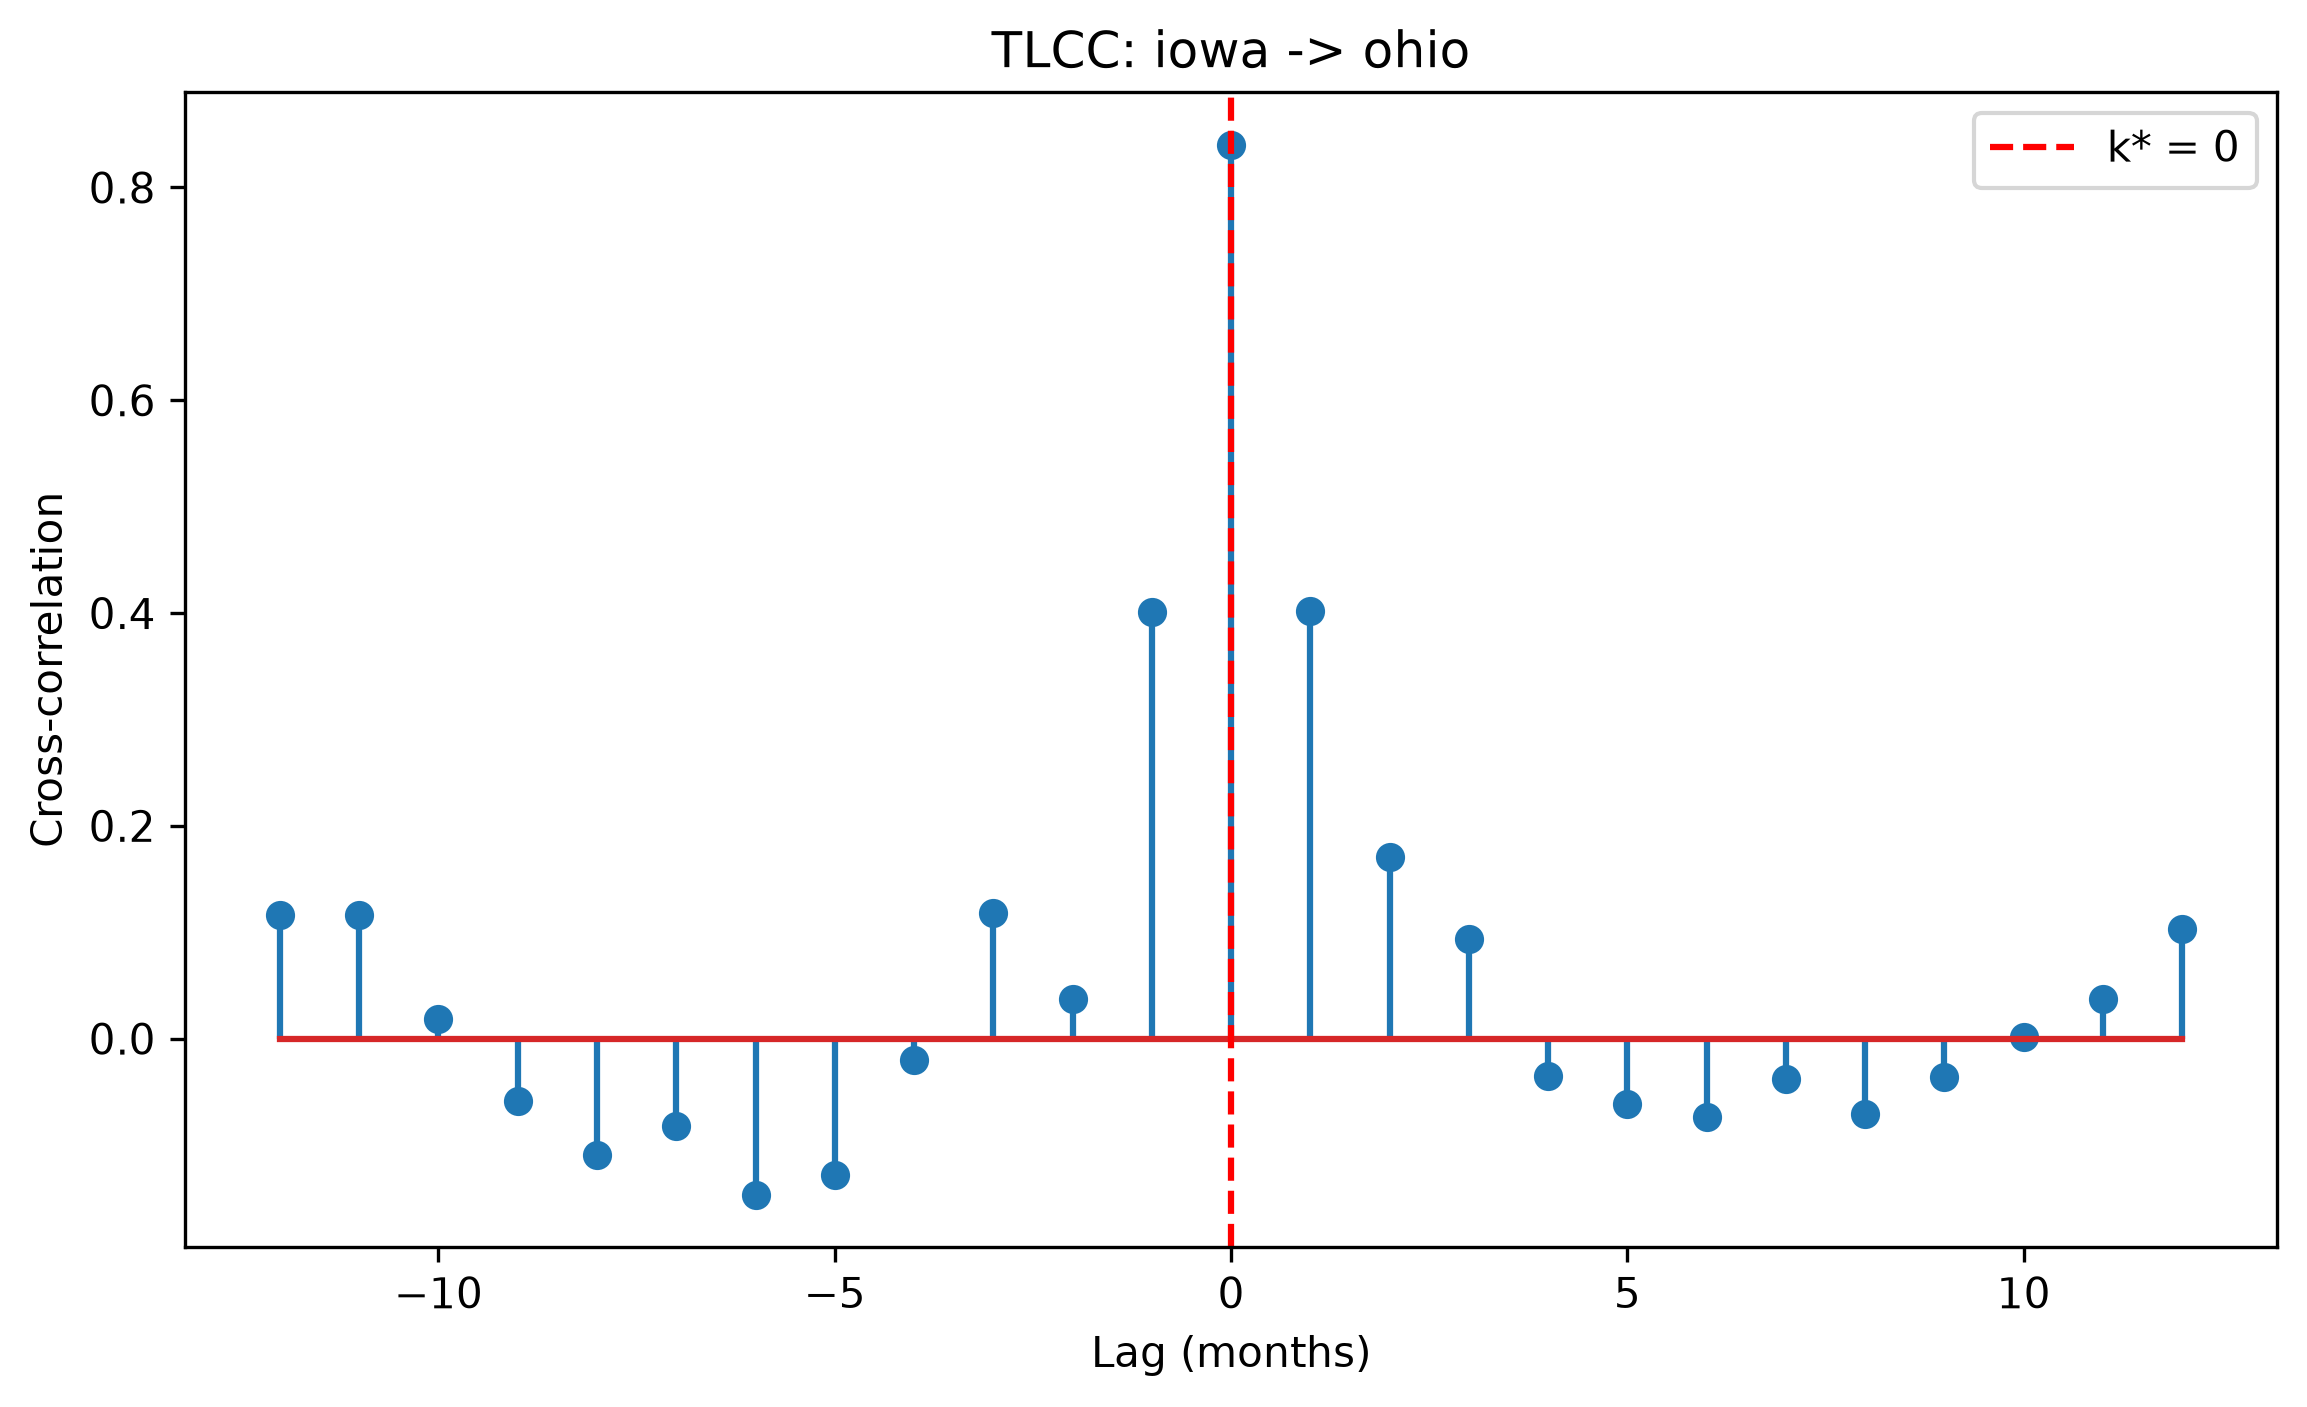 TLCC: iowa -> ohio
k* = 0
Cross-correlation
0.8
0.6
0.4
0.2
0.0
−10
−5
0
5
10
Lag (months)